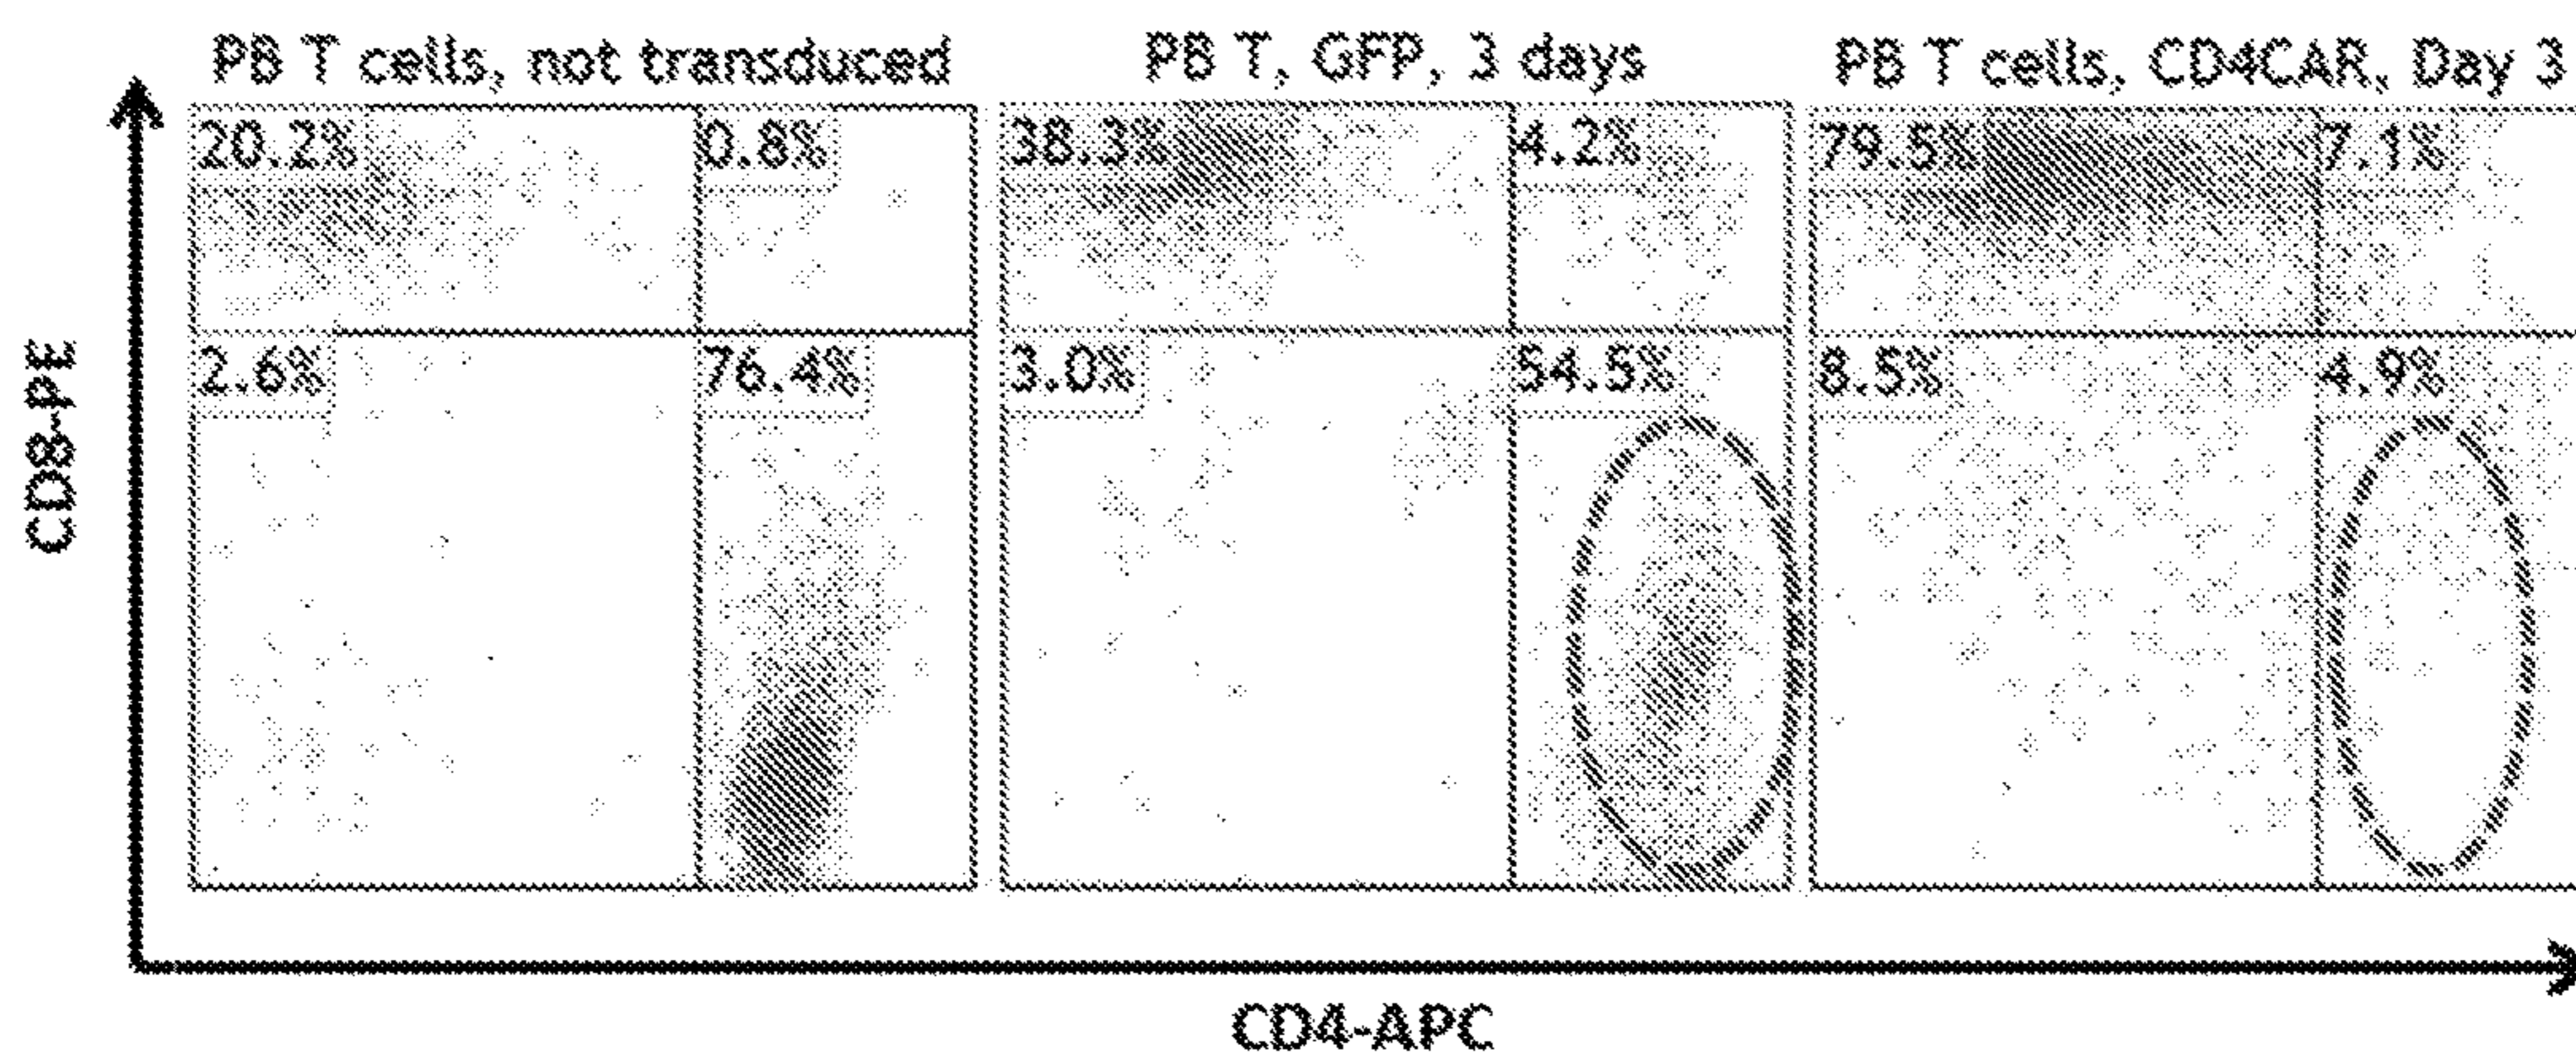 PB T cells, not transduced
PB T, GFP, 3 days
PB T cells, CD4CAR, Day 3
20.2%
0.8%
38.3%
4.2%
79.5%
7.1%
2.6%
76.4%
3.0%
54.5%
8.5%
4.9%
CD8-PE
CD4-APC